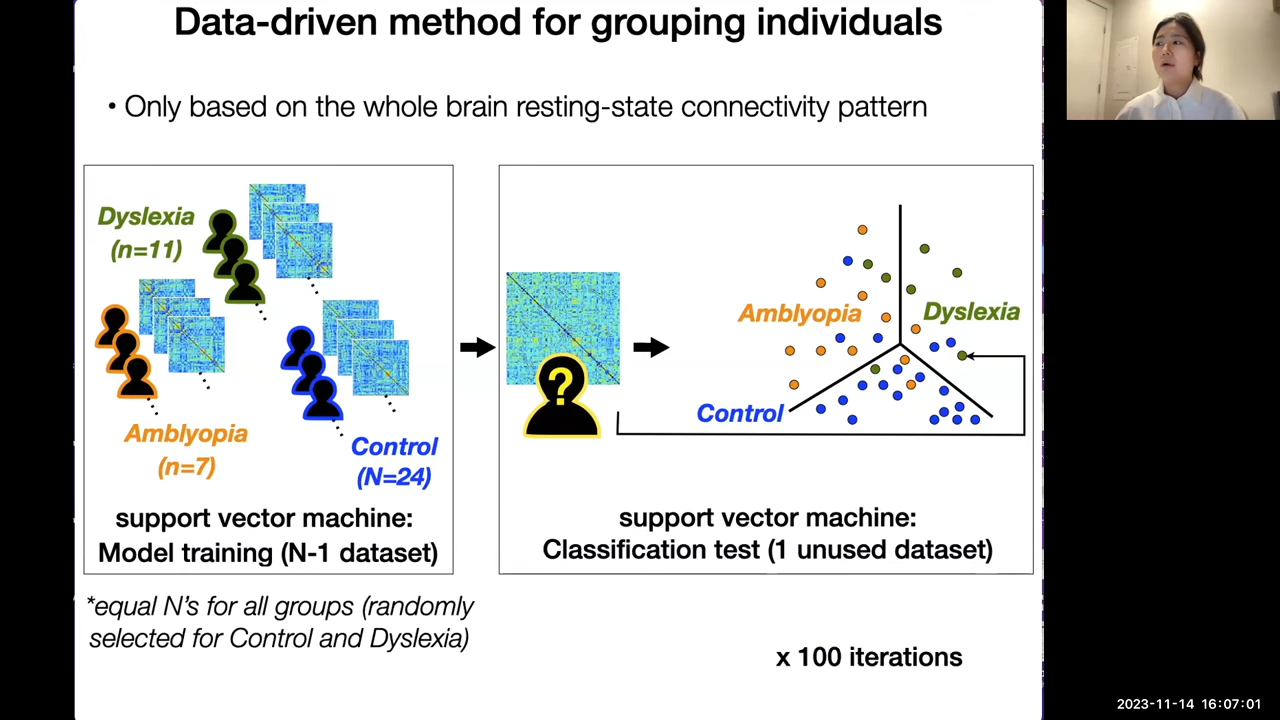 Data-driven method for grouping individuals
• Only based on the whole brain resting-state connectivity pattern
Dyslexia
(n=11)
Amblyopia
(n=7)
Control
(N=24)
support vector machine:
Model training (N-1 dataset)
?
Amblyopia
Dyslexia
Control
support vector machine:
Classification test (1 unused dataset)
*equal N’s for all groups (randomly
selected for Control and Dyslexia)
x 100 iterations
2023-11-14 16:07:01